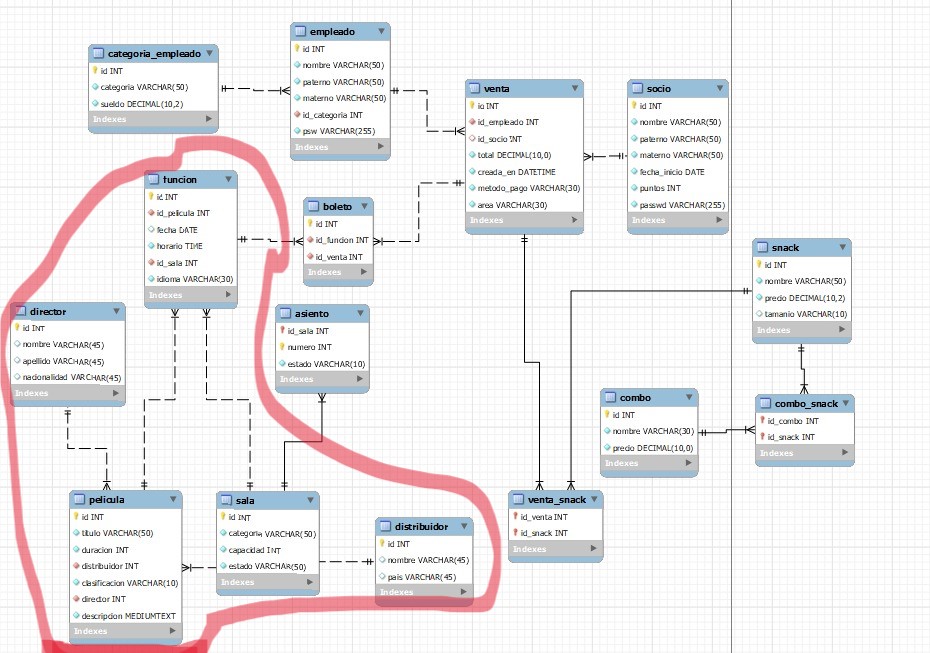 categoria_empleado
id INT
categoria VARCHAR(50)
sueldo DECIMAL(10,2)
Indexes
empleado
id INT
nombre VARCHAR(50)
paterno VARCHAR(50)
materno VARCHAR(50)
id_categoria INT
psw VARCHAR(255)
Indexes
venta
id INT
id_empleado INT
id_socio INT
total DECIMAL(10,0)
creada_en DATETIME
metodo_pago VARCHAR(30)
area VARCHAR(30)
Indexes
socio
id INT
nombre VARCHAR(50)
paterno VARCHAR(50)
materno VARCHAR(50)
fecha_inicio DATE
puntos INT
passwd VARCHAR(255)
Indexes
funcion
id INT
id_pelicula INT
fecha DATE
horario TIME
id_sala INT
idioma VARCHAR(30)
Indexes
boleto
id INT
id_funcion INT
id_venta INT
Indexes
snack
id INT
nombre VARCHAR(50)
precio DECIMAL(10,2)
tamanio VARCHAR(10)
Indexes
director
id INT
nombre VARCHAR(45)
apellido VARCHAR(45)
nacionalidad VARCHAR(45)
Indexes
asiento
id_sala INT
numero INT
estado VARCHAR(10)
Indexes
combo
id INT
nombre VARCHAR(30)
precio DECIMAL(10,0)
Indexes
combo_snack
id_combo INT
id_snack INT
Indexes
pelicula
id INT
titulo VARCHAR(50)
duracion INT
distribuidor INT
clasificacion VARCHAR(10)
director INT
descripcion MEDIUMTEXT
Indexes
sala
id INT
categoria VARCHAR(50)
capacidad INT
estado VARCHAR(50)
Indexes
distribuidor
id INT
nombre VARCHAR(45)
pais VARCHAR(45)
Indexes
venta_snack
id_venta INT
id_snack INT
Indexes